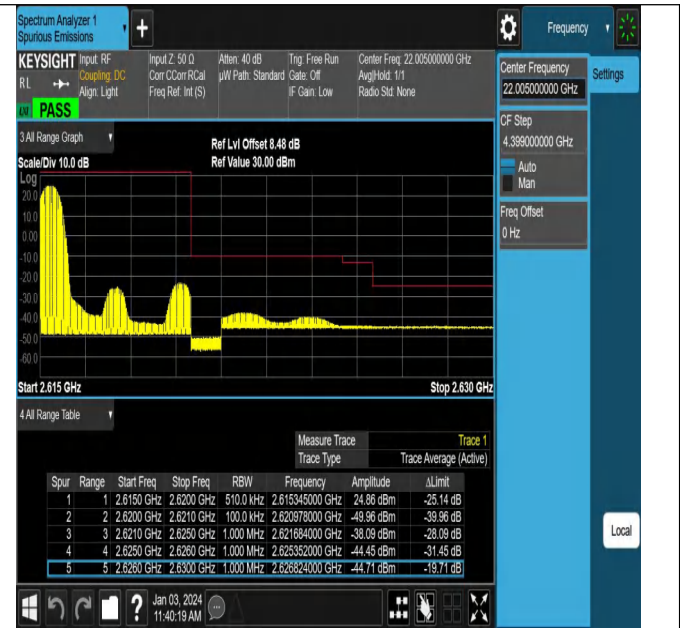 Spectrum Analyzer 1
Spurious Emissions
+
Frequency
KEYSIGHT Input: RF Input Z: 50 Ω Atten: 40 dB Trig: Free Run Center Freq: 22.005000000 GHz
RL Coupling: DC Corr CCorr RCal µW Path: Standard Gate: Off Avg|Hold: 1/1
Align: Light Freq Ref: Int (S) IF Gain: Low Radio Std: None
PASS
Center Frequency
22.005000000 GHz
Settings
CF Step
4.399000000 GHz
Auto
Man
Freq Offset
0 Hz
3 All Range Graph
Ref Lvl Offset 8.48 dB
Scale/Div 10.0 dB Ref Value 30.00 dBm
Log
20.0
10.0
0.00
-10.0
-20.0
-30.0
-40.0
-50.0
-60.0
Start 2.615 GHz Stop 2.630 GHz
4 All Range Table
Measure Trace Trace 1
Trace Type Trace Average (Active)
Spur Range Start Freq Stop Freq RBW Frequency Amplitude ΔLimit
1 1 2.6150 GHz 2.6200 GHz 510.0 kHz 2.615345000 GHz 24.86 dBm -25.14 dB
2 2 2.6200 GHz 2.6210 GHz 100.0 kHz 2.620978000 GHz -49.96 dBm -39.96 dB
3 3 2.6210 GHz 2.6250 GHz 1.000 MHz 2.621684000 GHz -38.09 dBm -28.09 dB
4 4 2.6250 GHz 2.6260 GHz 1.000 MHz 2.625352000 GHz -44.45 dBm -31.45 dB
5 5 2.6260 GHz 2.6300 GHz 1.000 MHz 2.626824000 GHz -44.71 dBm -19.71 dB
Local
? Jan 03, 2024
11:40:19 AM